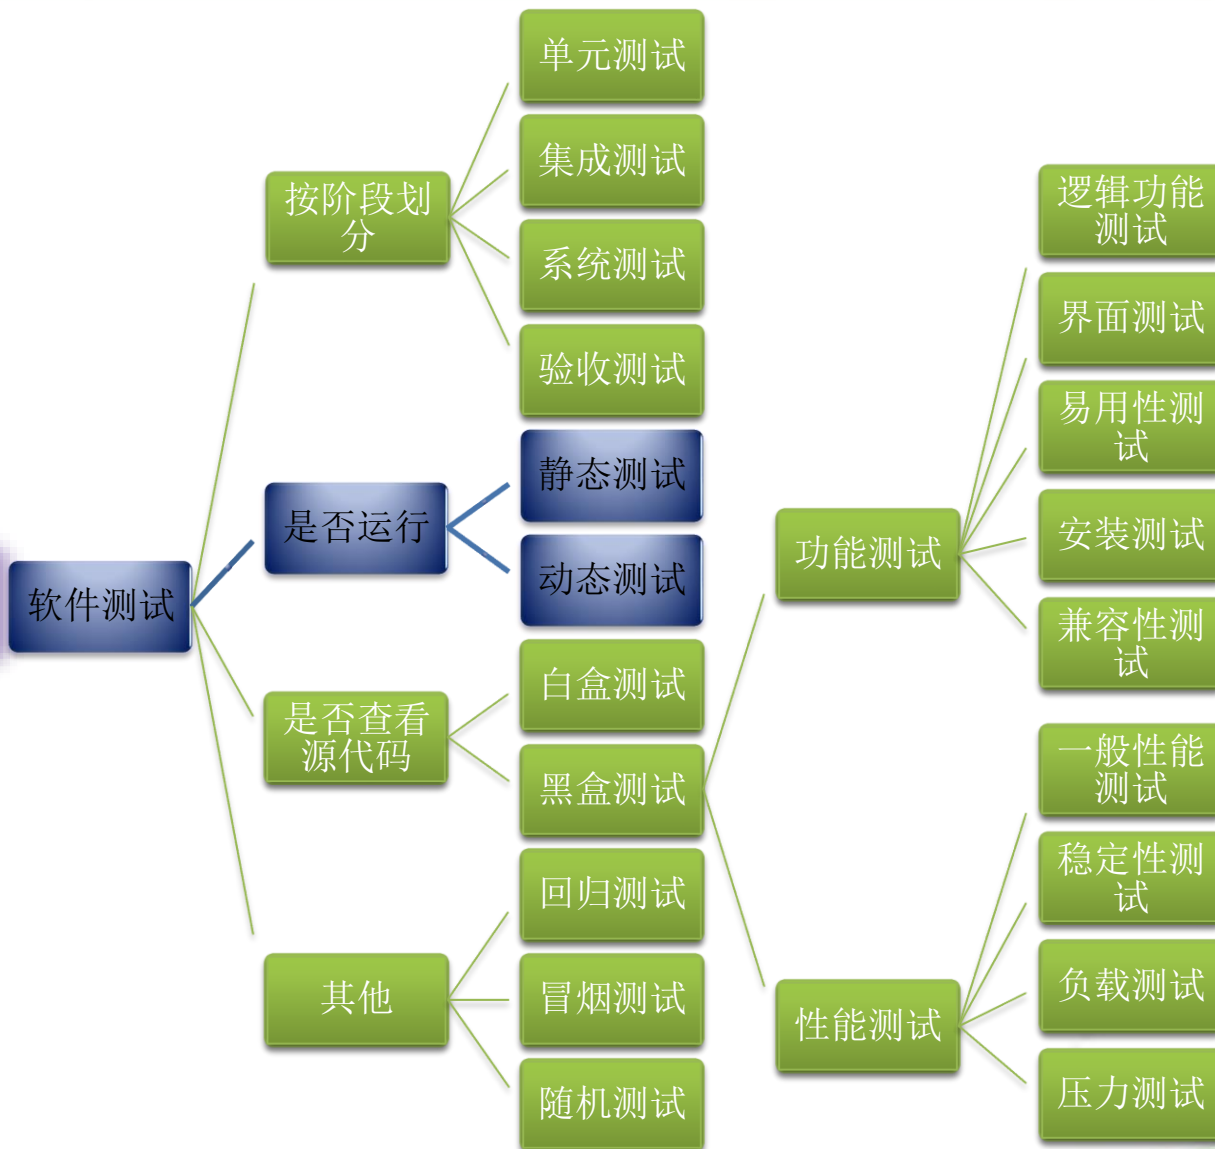 软件测试
按阶段划
分
单元测试
集成测试
系统测试
验收测试
是否运行
静态测试
动态测试
是否查看
源代码
白盒测试
黑盒测试
功能测试
逻辑功能
测试
界面测试
易用性测
试
安装测试
兼容性测
试
性能测试
一般性能
测试
稳定性测
试
负载测试
压力测试
其他
回归测试
冒烟测试
随机测试